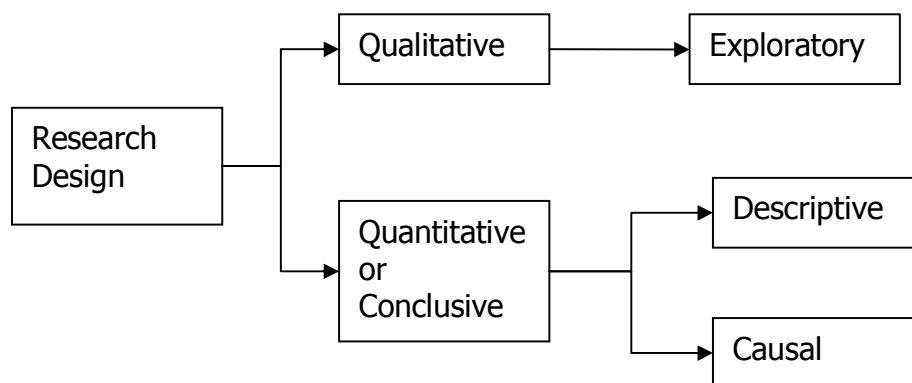 Qualitative
Exploratory
Research
Design
Quantitative
or
Conclusive
Descriptive
Causal